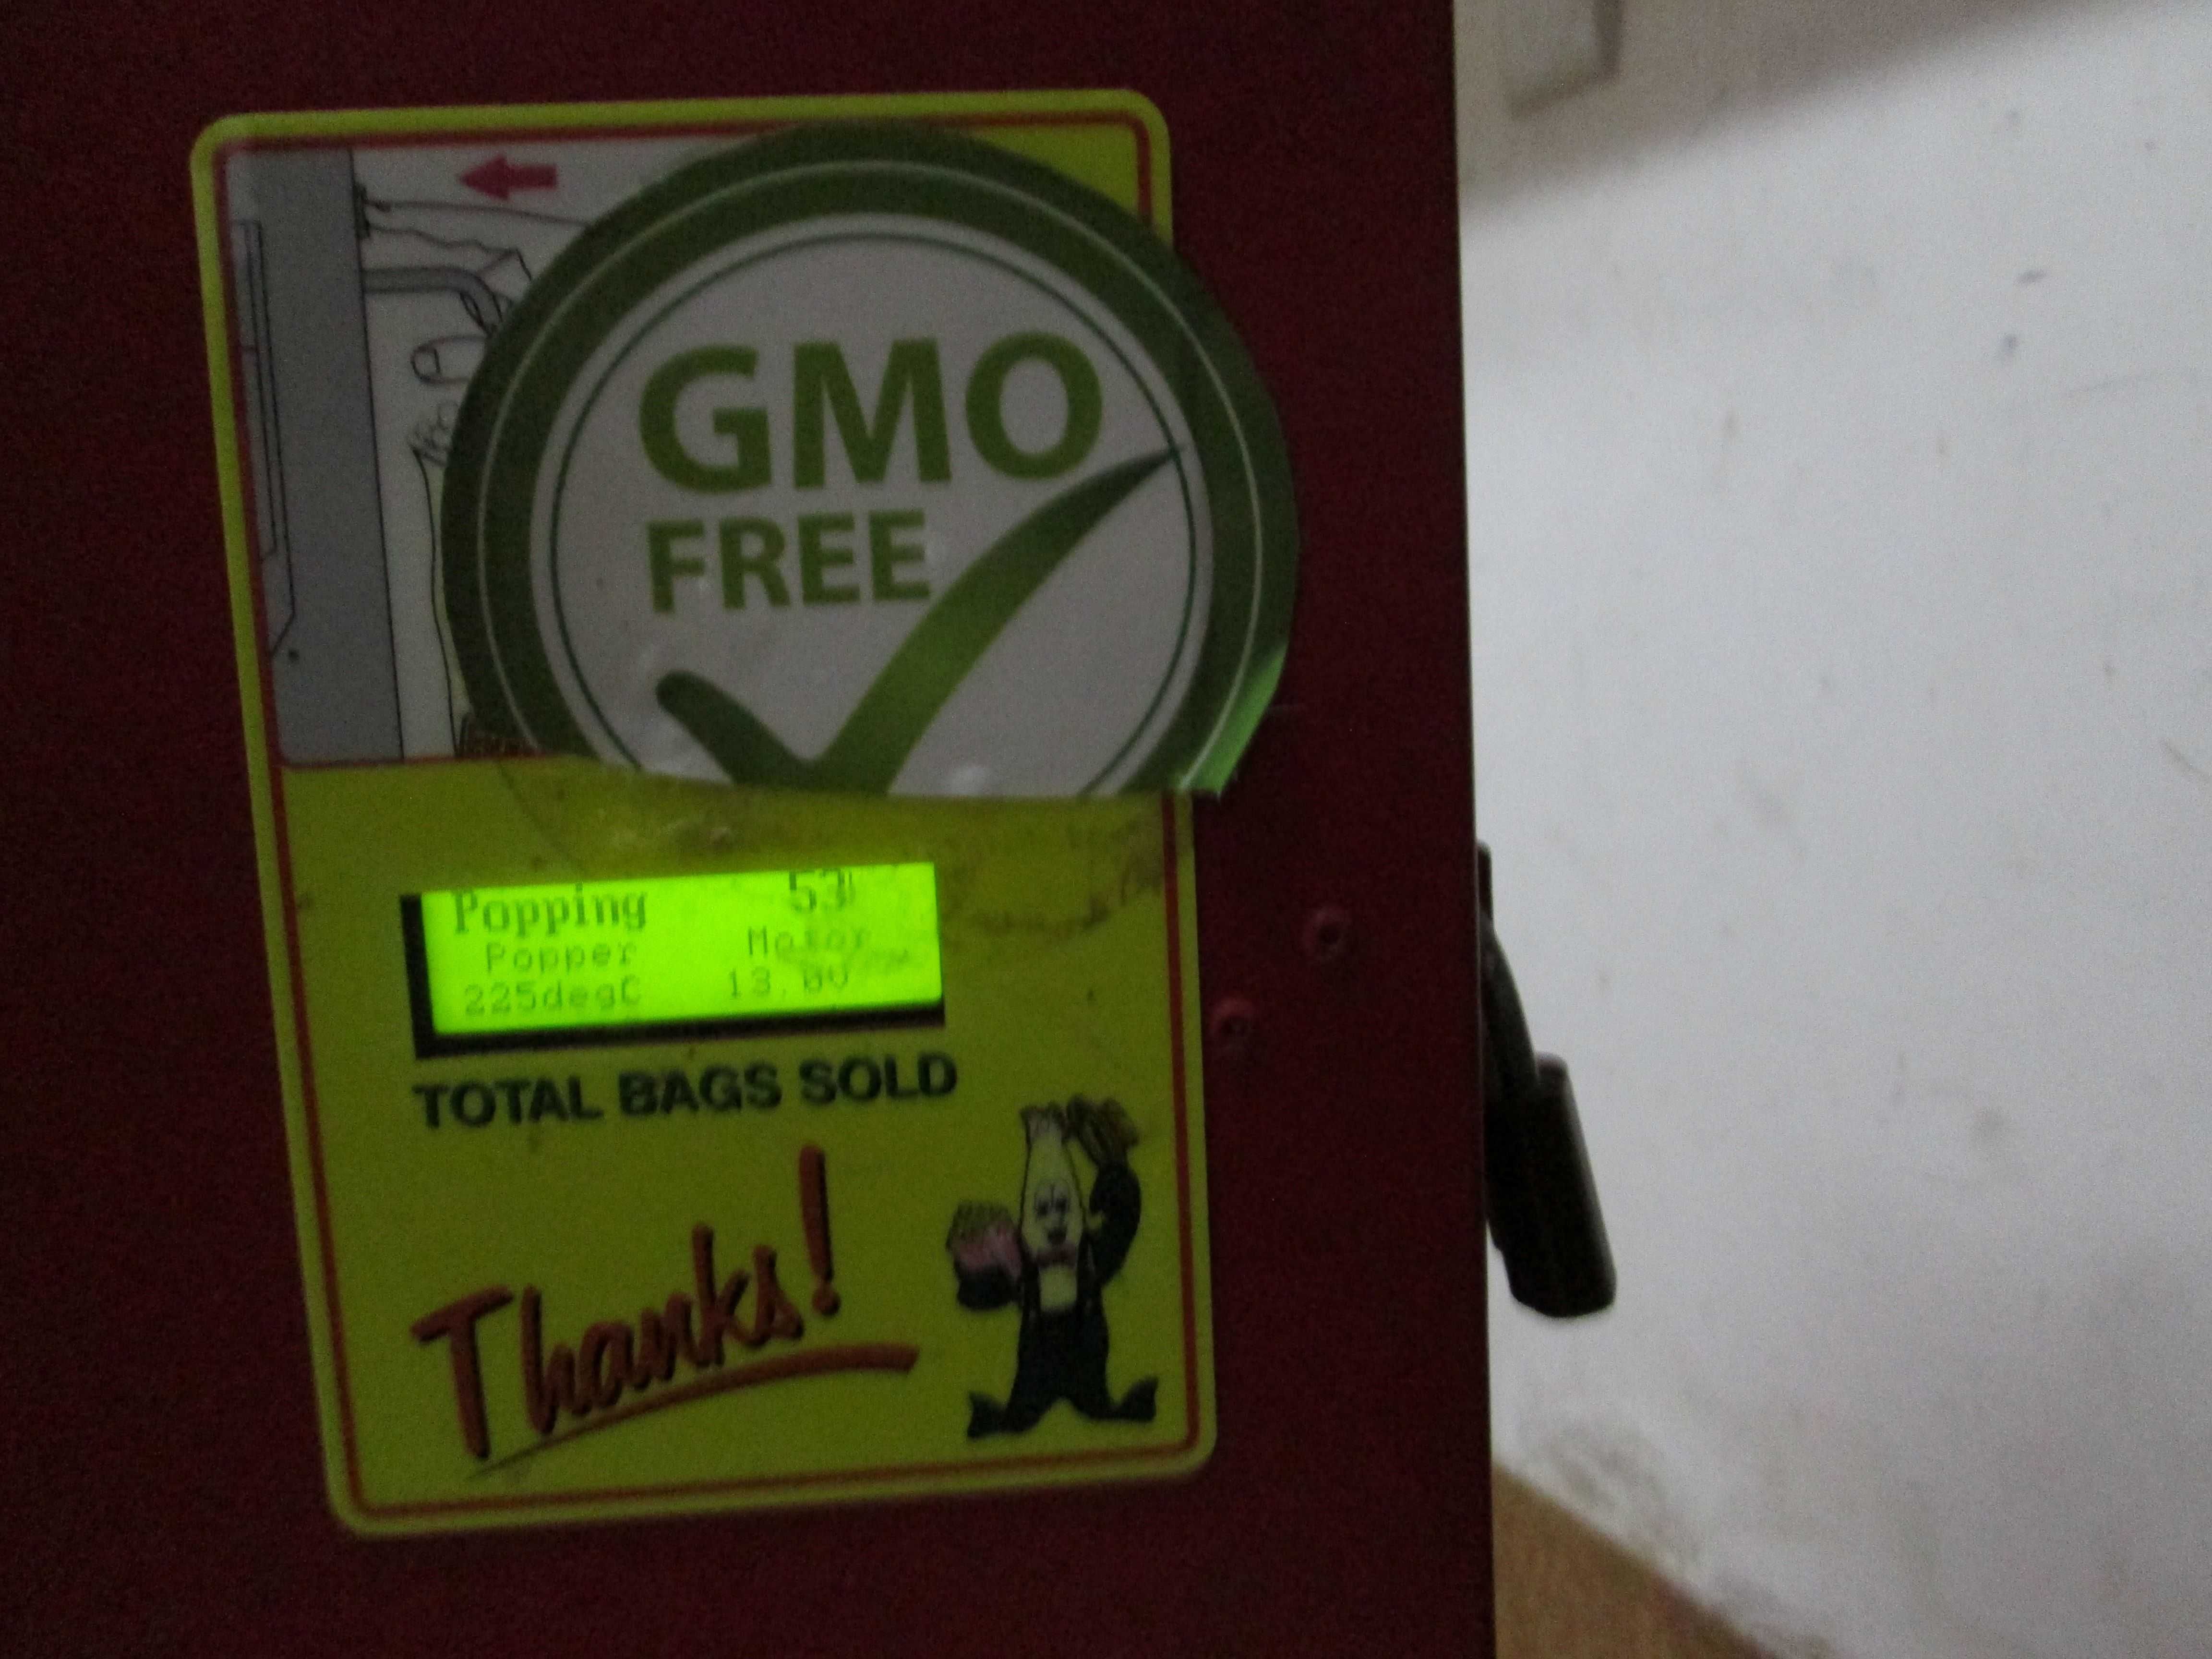 GMO
FREE
Popping 53
Popper Motor
225degC 13.0V
TOTAL BAGS SOLD
Thanks!